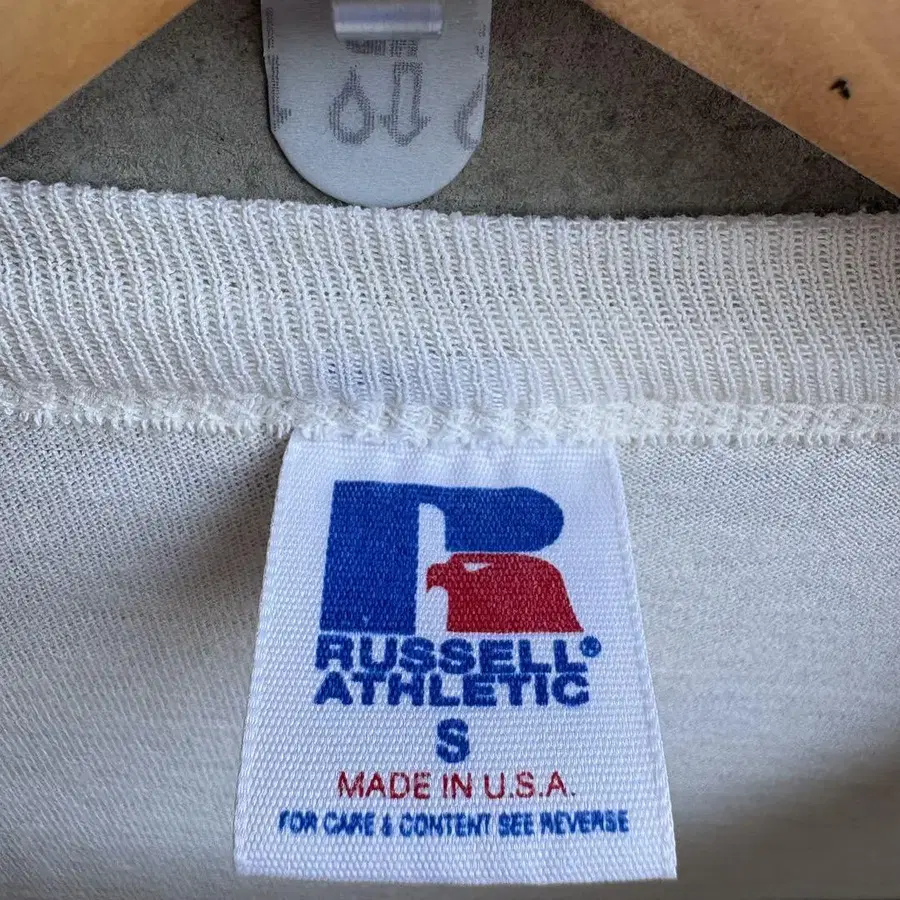 RUSSELL®
ATHLETIC
S
MADE IN U.S.A.
FOR CARE & CONTENT SEE REVERSE